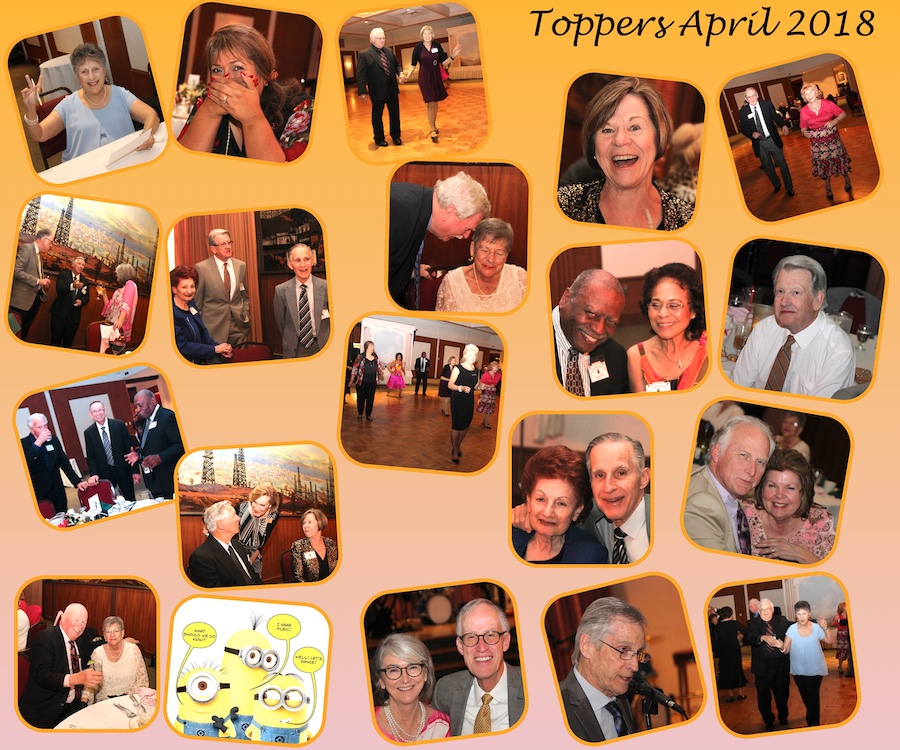 Toppers April 2018
WHAT
SHOULD WE DO
NOW?
I HEAR
MUSIC!
WELL! LET'S
DANCE!